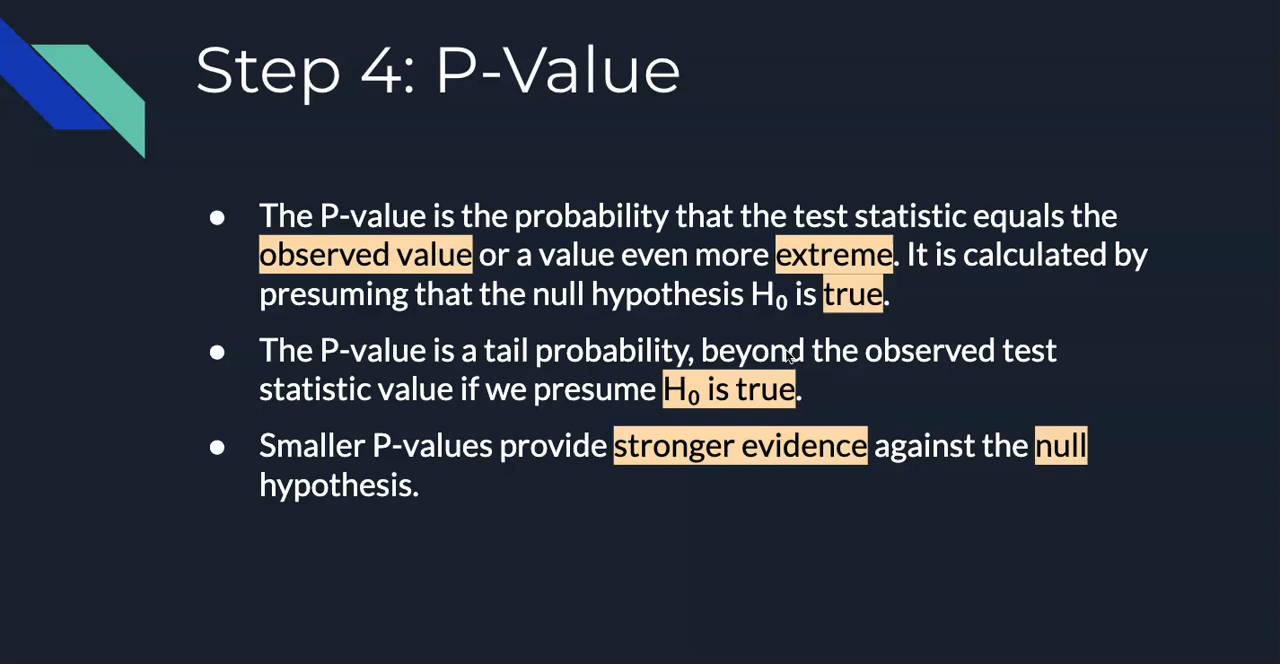 Step 4: P-Value
● The P-value is the probability that the test statistic equals the
observed value or a value even more extreme. It is calculated by
presuming that the null hypothesis H₀ is true.
● The P-value is a tail probability, beyond the observed test
statistic value if we presume H₀ is true.
● Smaller P-values provide stronger evidence against the null
hypothesis.